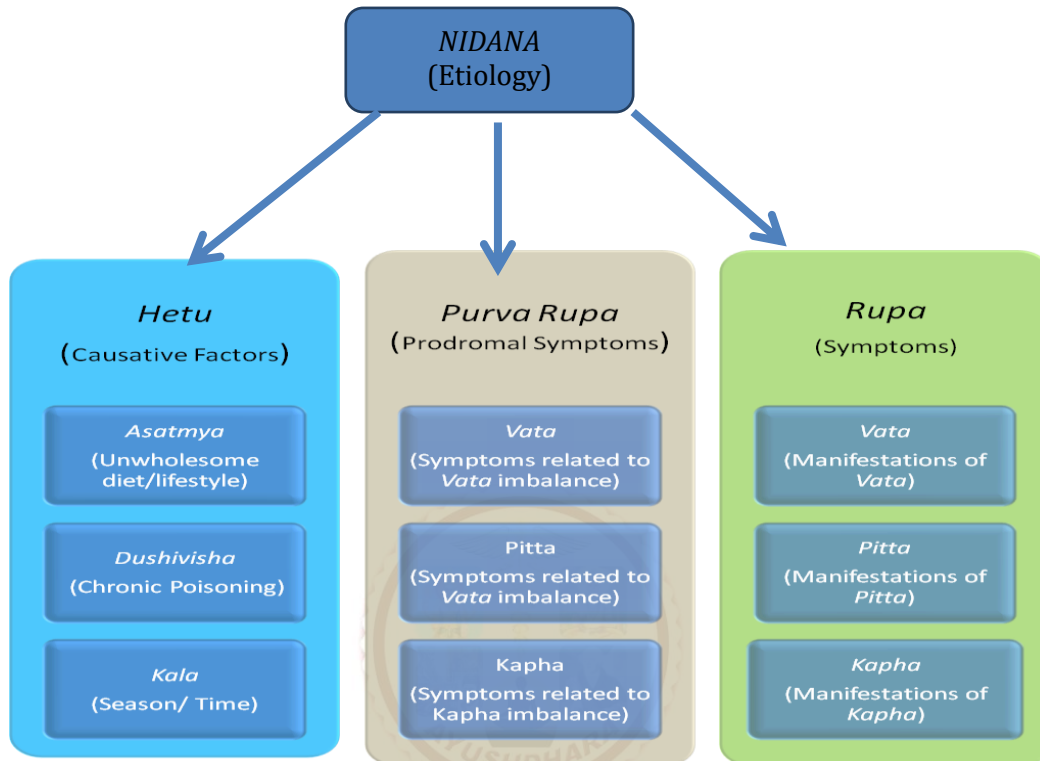 NIDANA
(Etiology)
Hetu
(Causative Factors)
Asatmya
(Unwholesome
diet/lifestyle)
Dushivisha
(Chronic Poisoning)
Kala
(Season/ Time)
Purva Rupa
(Prodromal Symptoms)
Vata
(Symptoms related to
Vata imbalance)
Pitta
(Symptoms related to
Vata imbalance)
Kapha
(Symptoms related to
Kapha imbalance)
Rupa
(Symptoms)
Vata
(Manifestations of
Vata)
Pitta
(Manifestations of
Pitta)
Kapha
(Manifestations of
Kapha)